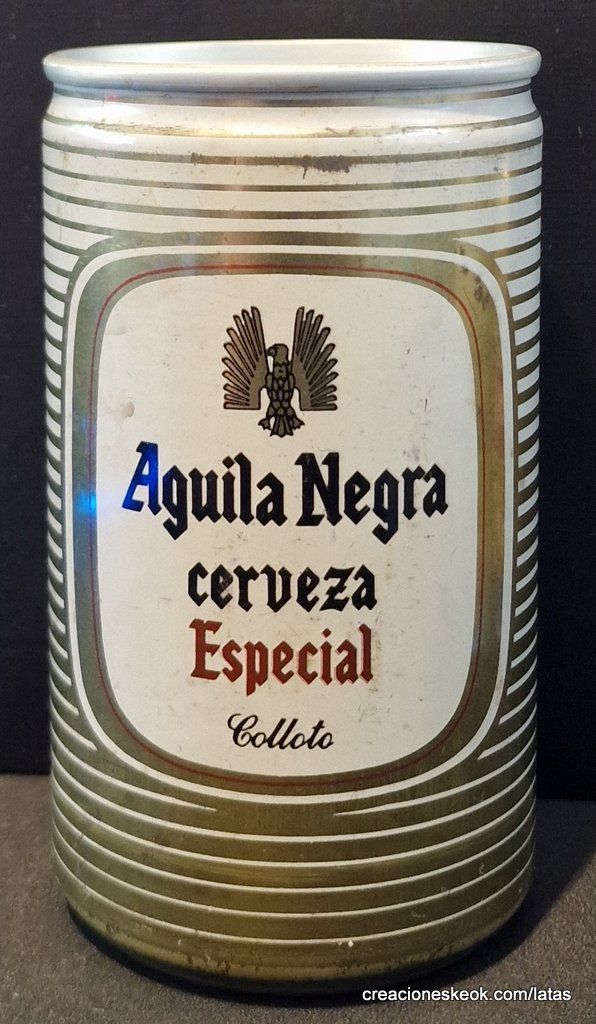 Aguila Negra
cerveza
Especial
Colloto
creacioneskeok.com/latas